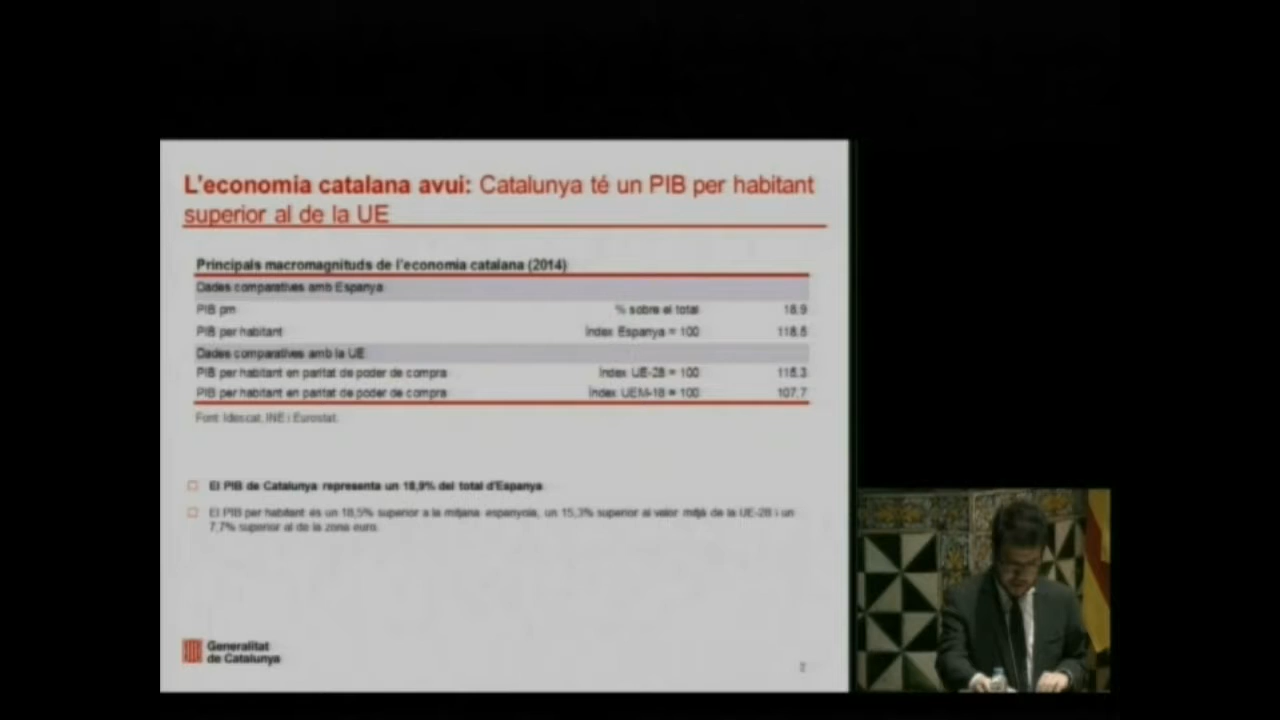 L'economia catalana avui: Catalunya té un PIB per habitant
superior al de la UE
Principals macromagnituds de l'economia catalana (2014)
Dades comparatives amb Espanya
PIB pm % sobre el total 18,9
PIB per habitant Índex Espanya = 100 118,5
Dades comparatives amb la UE
PIB per habitant en paritat de poder de compra Índex UE-28 = 100 115,3
PIB per habitant en paritat de poder de compra Índex UEM-18 = 100 107,7
Font: Idescat, INE i Eurostat.
El PIB de Catalunya representa un 18,9% del total d'Espanya
El PIB per habitant és un 18,5% superior a la mitjana espanyola, un 15,3% superior al valor mitjà de la UE-28 i un
7,7% superior al de la zona euro.
Generalitat
de Catalunya
2